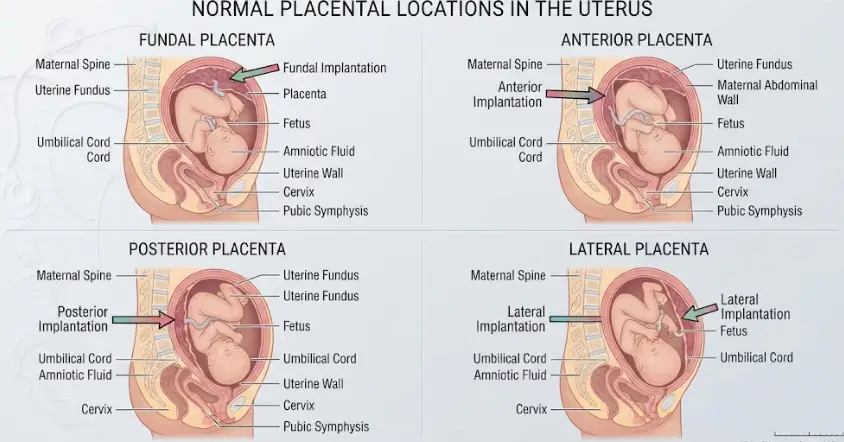 NORMAL PLACENTAL LOCATIONS IN THE UTERUS
FUNDAL PLACENTA
Maternal Spine
Uterine Fundus
Umbilical Cord
Cord
Fundal Implantation
Placenta
Fetus
Amniotic Fluid
Uterine Wall
Cervix
Pubic Symphysis
ANTERIOR PLACENTA
Maternal Spine
Anterior
Implantation
Umbilical Cord
Cord
Uterine Fundus
Maternal Abdominal
Wall
Fetus
Amniotic Fluid
Uterine Wall
Cervix
Pubic Symphysis
POSTERIOR PLACENTA
Maternal Spine
Posterior
Implantation
Umbilical Cord
Amniotic Fluid
Cervix
Uterine Fundus
Uterine Fundus
Fetus
Umbilical Cord
Uterine Wall
Cervix
Pubic Symphysis
LATERAL PLACENTA
Maternal Spine
Lateral
Implantation
Umbilical Cord
Amniotic Fluid
Cervix
Lateral
Implantation
Fetus
Umbilical Cord